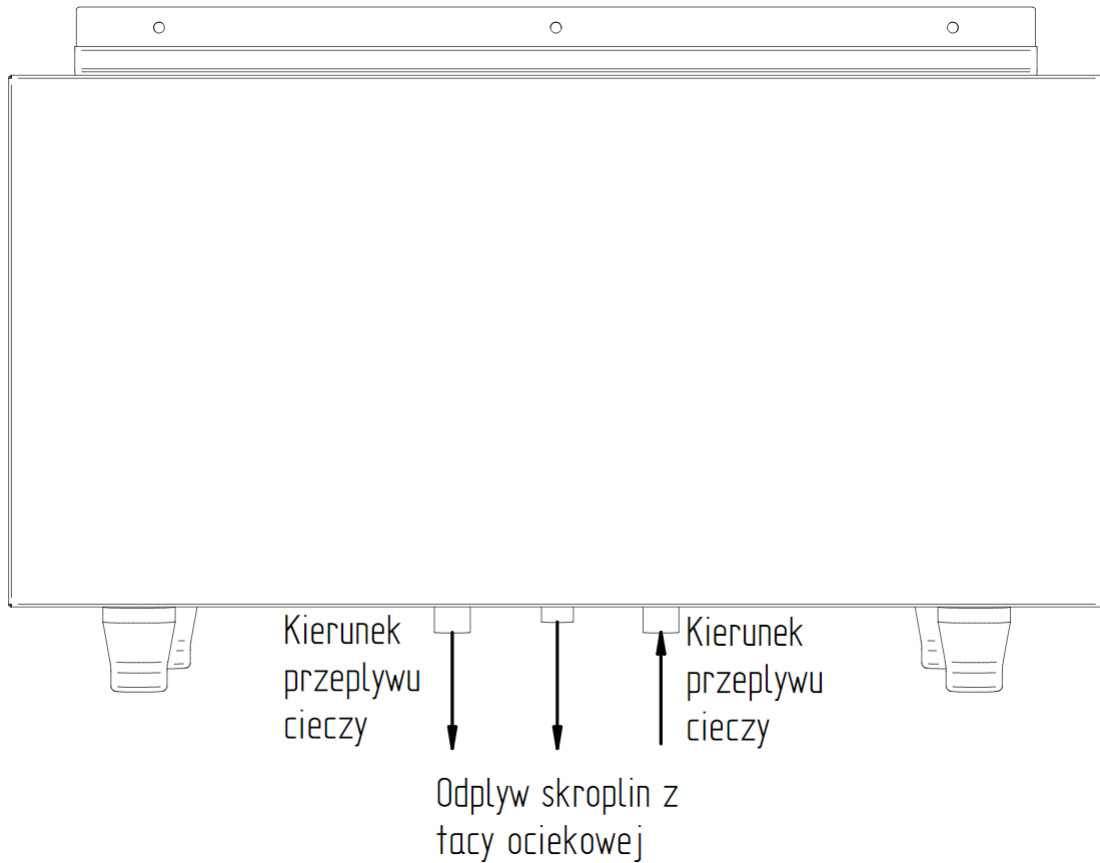 Kierunek
przeplywu
cieczy
Kierunek
przeplywu
cieczy
Odplyw skroplin z
tacy ociekowej